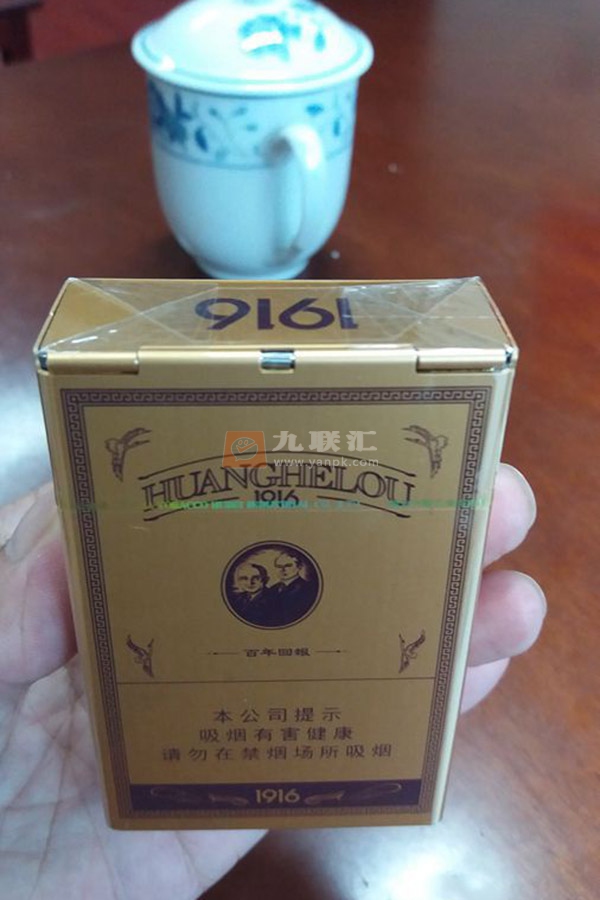 1916
九联汇
www.yanpk.com
HUANGHELOU
1916
百年回報
本公司提示
吸烟有害健康
请勿在禁烟场所吸烟
1916